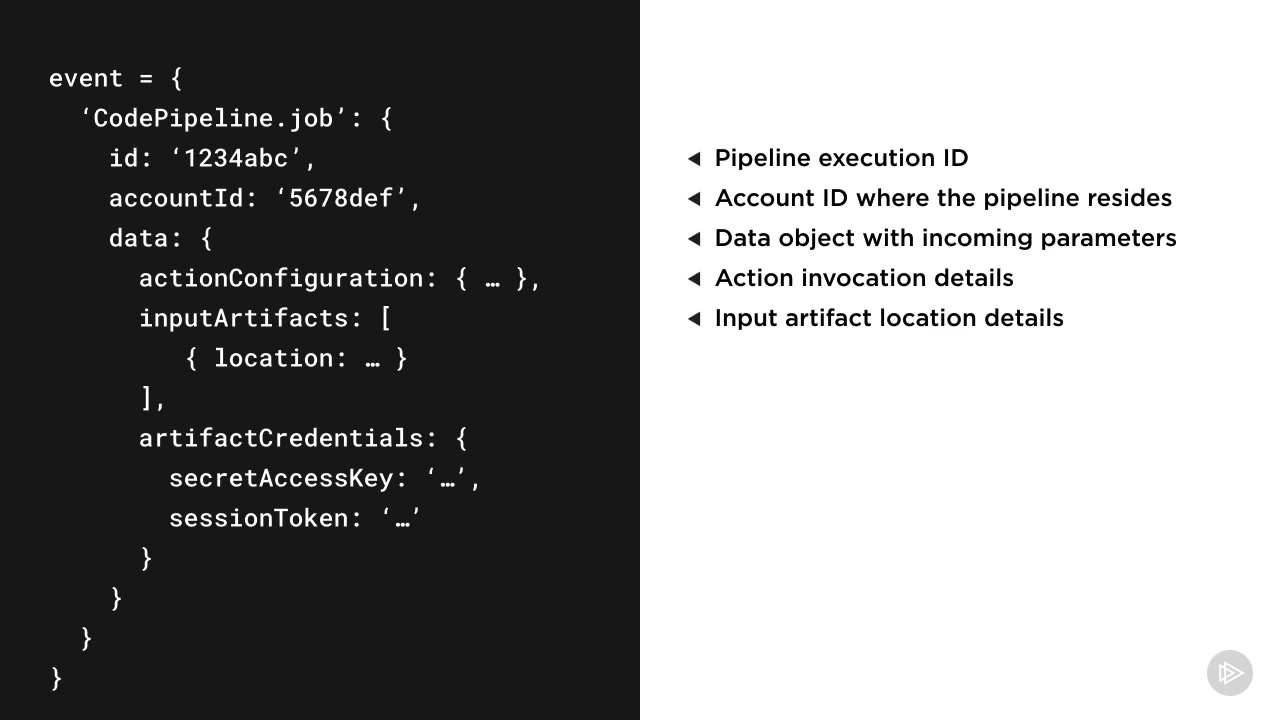 event = {
‘CodePipeline.job’: {
id: ‘1234abc’,
accountId: ‘5678def’,
data: {
actionConfiguration: { … },
inputArtifacts: [
{ location: … }
],
artifactCredentials: {
secretAccessKey: ‘…’,
sessionToken: ‘…’
}
}
}
}
Pipeline execution ID
Account ID where the pipeline resides
Data object with incoming parameters
Action invocation details
Input artifact location details